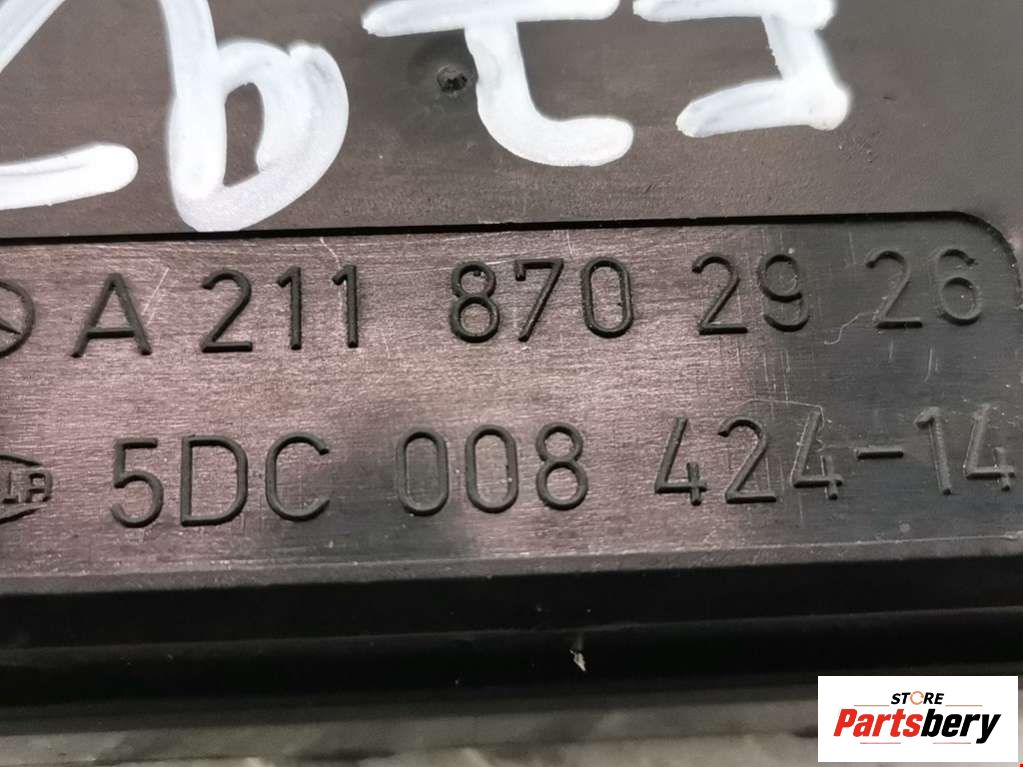 A 211 870 29 26
5DC 008 424-14
STORE
Partsbery